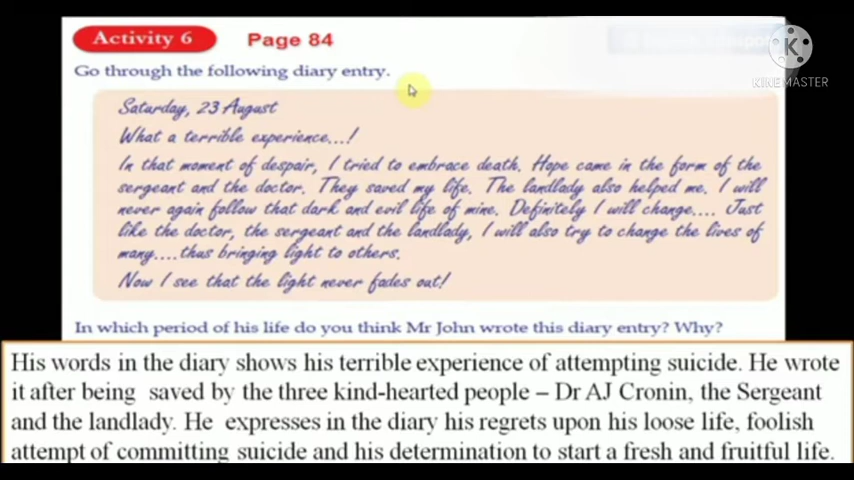 Activity 6 Page 84
KINEMASTER
Go through the following diary entry.
Saturday, 23 August
What a terrible experience...!
In that moment of despair, I tried to embrace death. Hope came in the form of the
sergeant and the doctor. They saved my life. The landlady also helped me. I will
never again follow that dark and evil life of mine. Definitely I will change.... Just
like the doctor, the sergeant and the landlady, I will also try to change the lives of
many....thus bringing light to others.
Now I see that the light never fades out!
In which period of his life do you think Mr John wrote this diary entry? Why?
His words in the diary shows his terrible experience of attempting suicide. He wrote
it after being saved by the three kind-hearted people – Dr AJ Cronin, the Sergeant
and the landlady. He expresses in the diary his regrets upon his loose life, foolish
attempt of committing suicide and his determination to start a fresh and fruitful life.